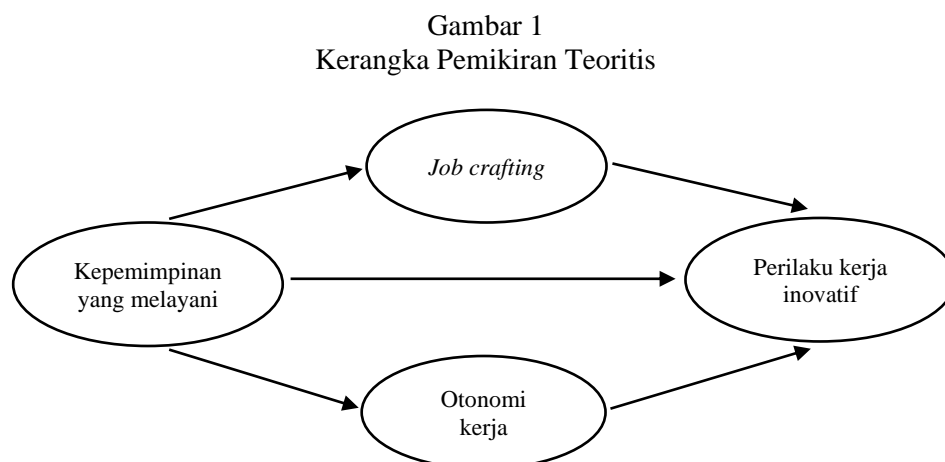 Gambar 1
Kerangka Pemikiran Teoritis
Job crafting
Kepemimpinan
yang melayani
Perilaku kerja
inovatif
Otonomi
kerja